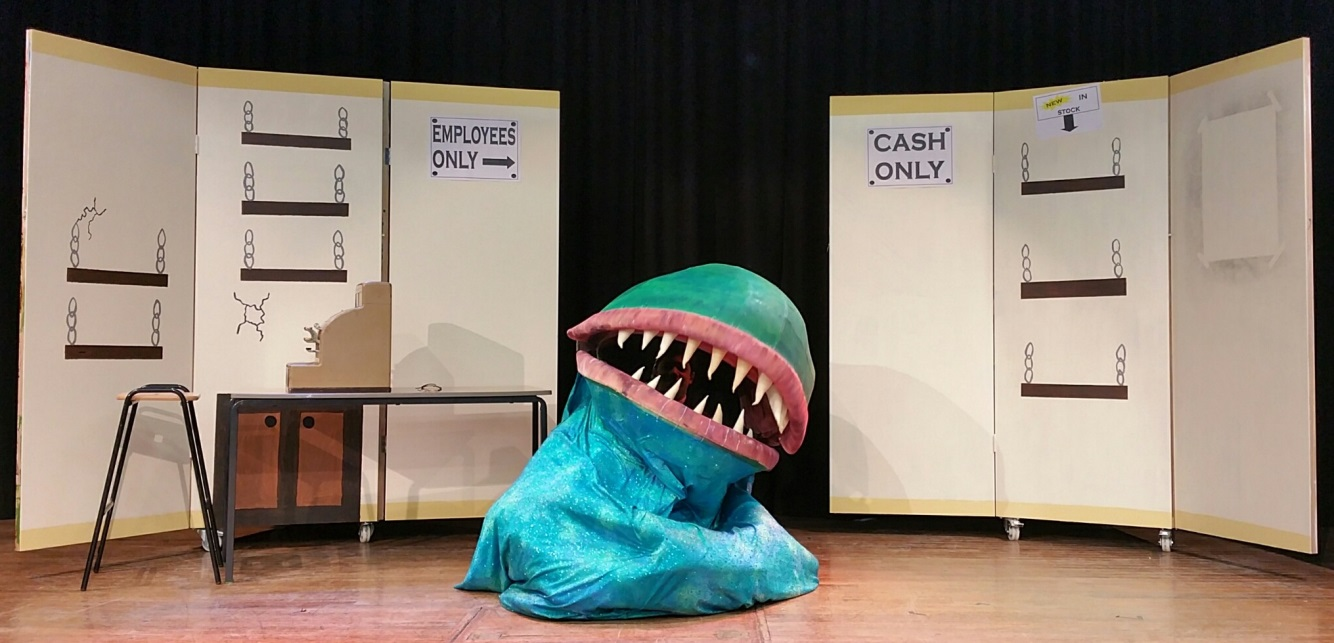 EMPLOYEES
ONLY
CASH
ONLY
NEW IN
STOCK